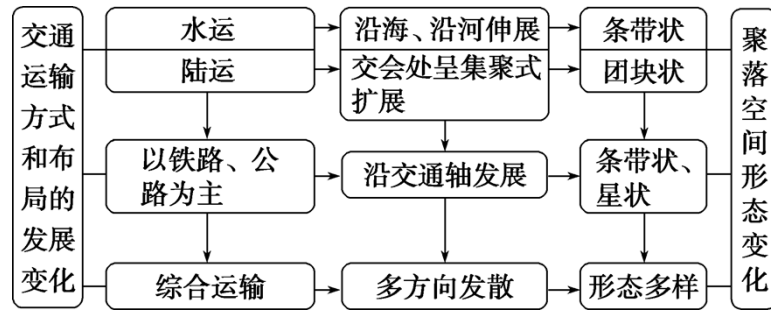 交通
运输
方式
和布
局的
发展
变化
水运
沿海、沿河伸展
条带状
陆运
交会处呈集聚式
扩展
团块状
以铁路、公
路为主
沿交通轴发展
条带状、
星状
综合运输
多方向发散
形态多样
聚
落
空
间
形
态
变
化